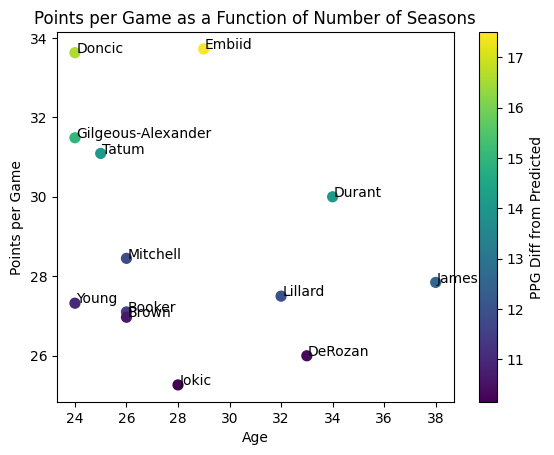 Points per Game as a Function of Number of Seasons
Points per Game
34
32
30
28
26
Doncic
Embiid
Gilgeous-Alexander
Tatum
Durant
Mitchell
James
Lillard
Young
Booker
Brown
DeRozan
Jokic
24 26 28 30 32 34 36 38
Age
17
16
15
14
13
12
11
PPG Diff from Predicted